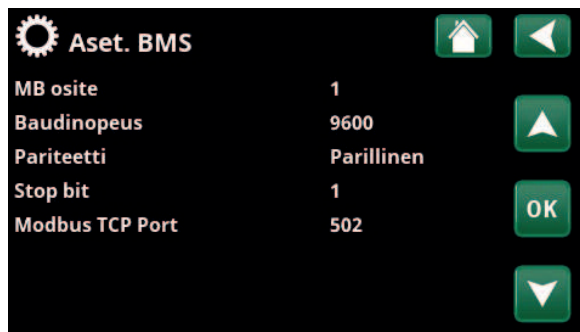 Aset. BMS
MB osite 1
Baudinopeus 9600
Pariteetti Parillinen
Stop bit 1
Modbus TCP Port 502
OK